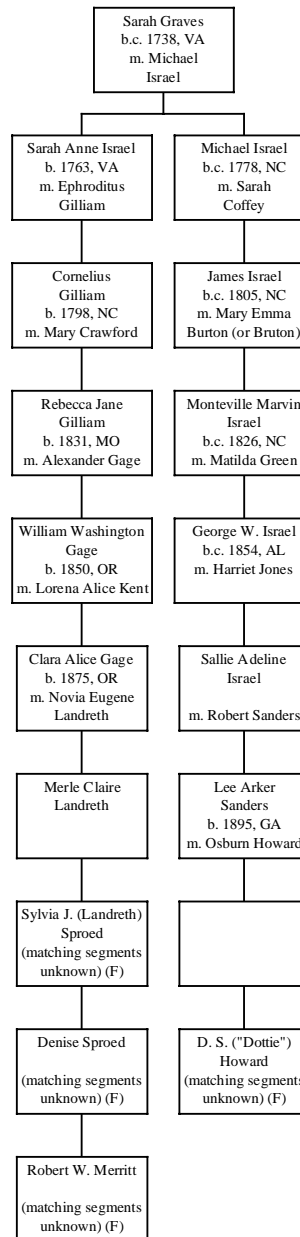 Sarah Graves
b.c. 1738, VA
m. Michael
Israel
Sarah Anne Israel
b. 1763, VA
m. Ephroditus
Gilliam
Michael Israel
b.c. 1778, NC
m. Sarah
Coffey
Cornelius
Gilliam
b. 1798, NC
m. Mary Crawford
James Israel
b.c. 1805, NC
m. Mary Emma
Burton (or Bruton)
Rebecca Jane
Gilliam
b. 1831, MO
m. Alexander Gage
Monteville Marvin
Israel
b.c. 1826, NC
m. Matilda Green
William Washington
Gage
b. 1850, OR
m. Lorena Alice Kent
George W. Israel
b.c. 1854, AL
m. Harriet Jones
Clara Alice Gage
b. 1875, OR
m. Novia Eugene
Landreth
Sallie Adeline
Israel
m. Robert Sanders
Merle Claire
Landreth
Lee Arker
Sanders
b. 1895, GA
m. Osburn Howard
Sylvia J. (Landreth)
Sproed
(matching segments
unknown) (F)
Denise Sproed
(matching segments
unknown) (F)
D. S. ("Dottie")
Howard
(matching segments
unknown) (F)
Robert W. Merritt
(matching segments
unknown) (F)